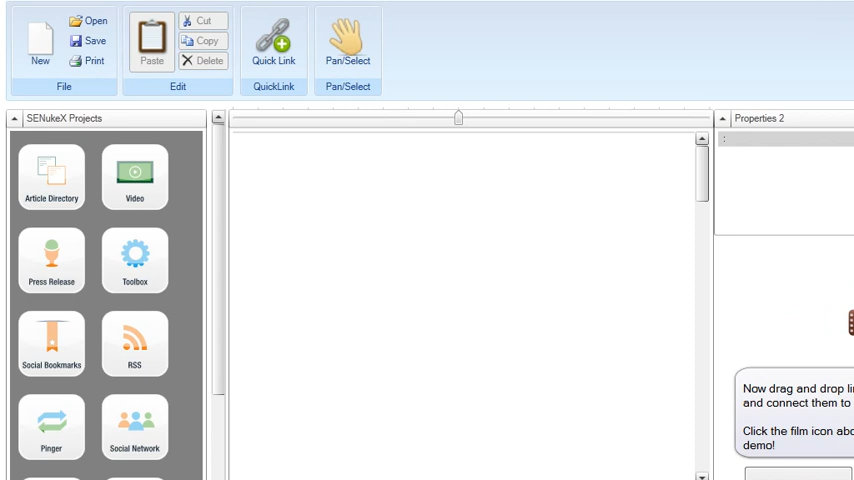 Open
Save
Print
New
File
Cut
Copy
Delete
Paste
Edit
Quick Link
QuickLink
Pan/Select
Pan/Select
SENukeX Projects
Properties 2
:
Article Directory
Video
Press Release
Toolbox
Social Bookmarks
RSS
Pinger
Social Network
Now drag and drop
and connect them to
Click the film icon
demo!